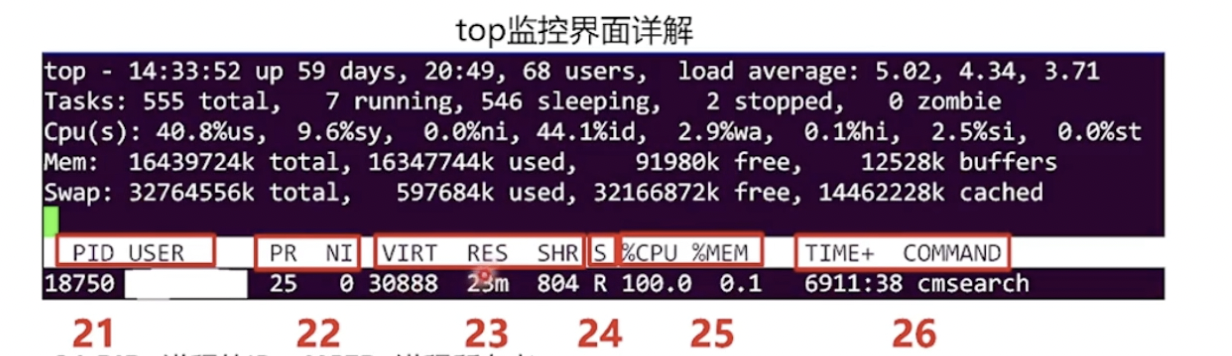 top监控界面详解
top - 14:33:52 up 59 days, 20:49, 68 users, load average: 5.02, 4.34, 3.71
Tasks: 555 total, 7 running, 546 sleeping, 2 stopped, 0 zombie
Cpu(s): 40.8%us, 9.6%sy, 0.0%ni, 44.1%id, 2.9%wa, 0.1%hi, 2.5%si, 0.0%st
Mem: 16439724k total, 16347744k used, 91980k free, 12528k buffers
Swap: 32764556k total, 597684k used, 32166872k free, 14462228k cached
PID USER PR NI VIRT RES SHR S %CPU %MEM TIME+ COMMAND
18750 25 0 30888 23m 804 R 100.0 0.1 6911:38 cmsearch
21 22 23 24 25 26